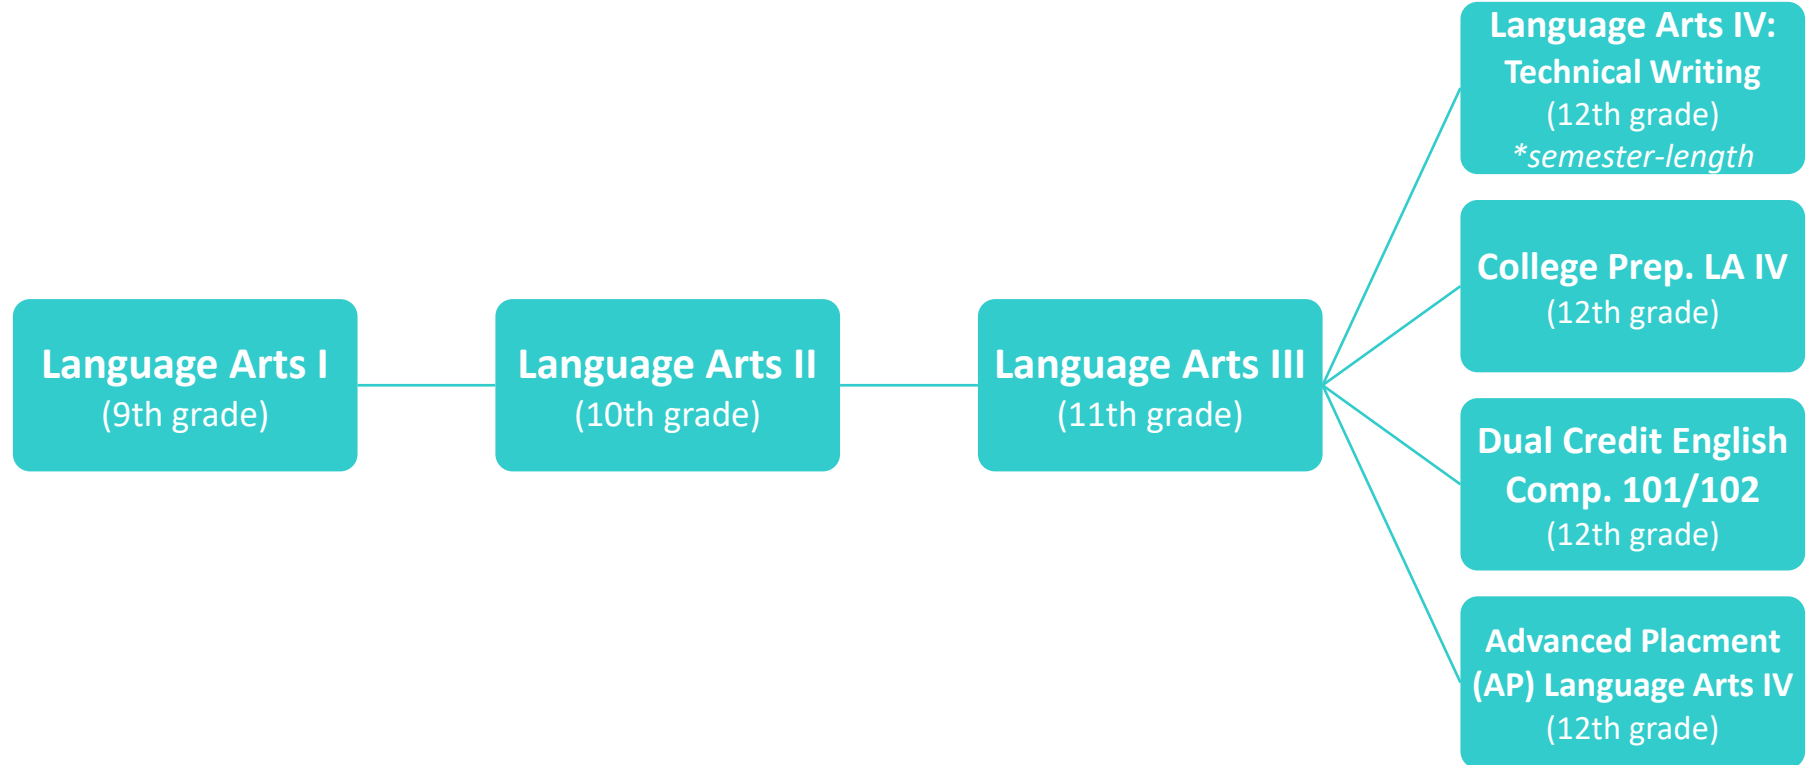 Language Arts I
(9th grade)
Language Arts II
(10th grade)
Language Arts III
(11th grade)
Language Arts IV:
Technical Writing
(12th grade)
*semester-length
College Prep. LA IV
(12th grade)
Dual Credit English
Comp. 101/102
(12th grade)
Advanced Placment
(AP) Language Arts IV
(12th grade)